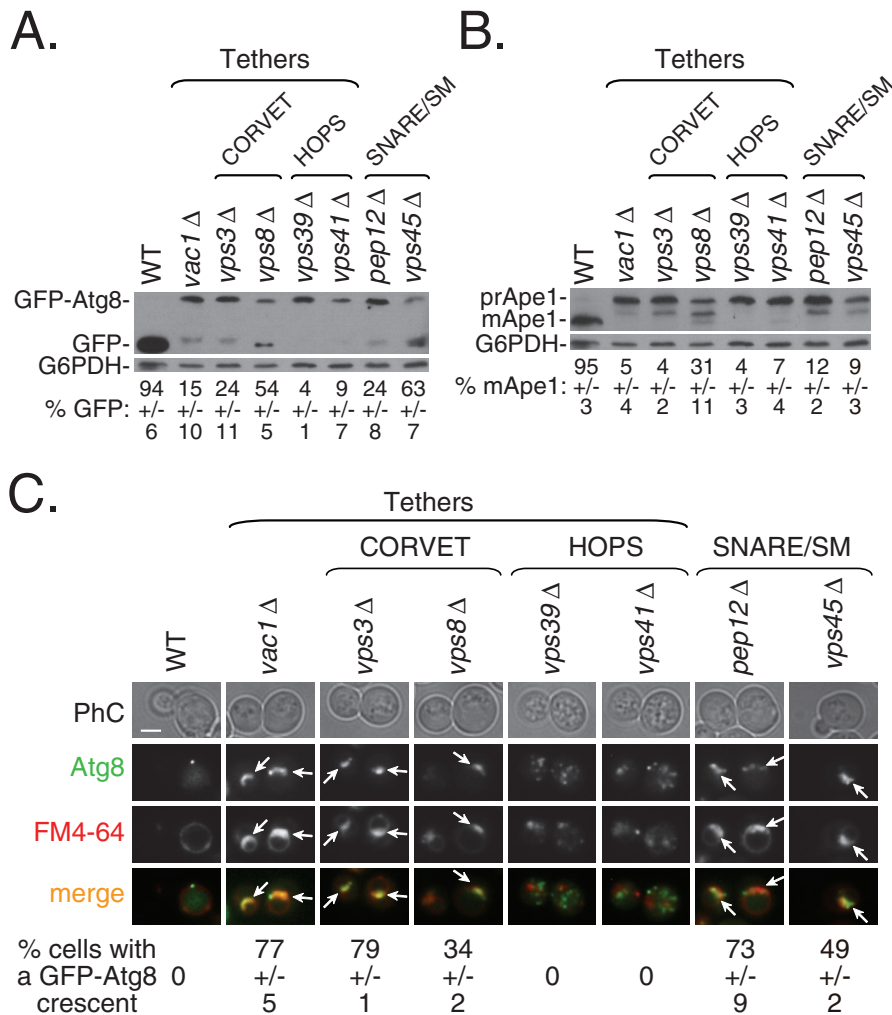 A.
Tethers
CORVET
HOPS
SNARE/SM
WT
vac1 Δ
vps3 Δ
vps8 Δ
vps39 Δ
vps41 Δ
pep12 Δ
vps45 Δ
GFP-Atg8-
GFP-
G6PDH-
94 15 24 54 4 9 24 63
% GFP: +/- +/- +/- +/- +/- +/- +/- +/-
6 10 11 5 1 7 8 7
B.
Tethers
CORVET
HOPS
SNARE/SM
WT
vac1 Δ
vps3 Δ
vps8 Δ
vps39 Δ
vps41 Δ
pep12 Δ
vps45 Δ
prApe1-
mApe1-
G6PDH-
95 5 4 31 4 7 12 9
% mApe1: +/- +/- +/- +/- +/- +/- +/- +/-
3 4 2 11 3 4 2 3
C.
Tethers
CORVET HOPS SNARE/SM
WT
vac1 Δ
vps3 Δ
vps8 Δ
vps39 Δ
vps41 Δ
pep12 Δ
vps45 Δ
PhC
Atg8
FM4-64
merge
% cells with 77 79 34 73 49
a GFP-Atg8 0 +/- +/- +/- 0 0 +/- +/-
crescent 5 1 2 9 2